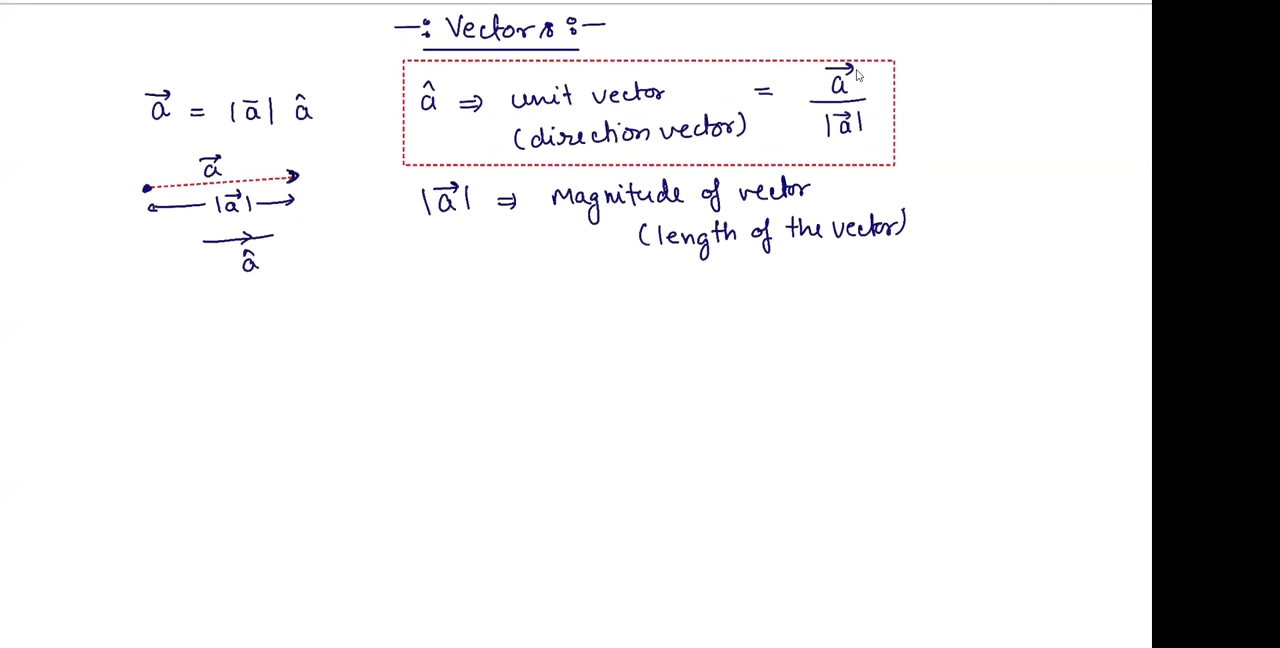 —: Vectors :—
a⃗ = |a̅| â
â ⇒ unit vector = a⃗ / |a⃗|
(direction vector)
a⃗
|a⃗|
â
|a⃗| ⇒ Magnitude of vector
(length of the vector)